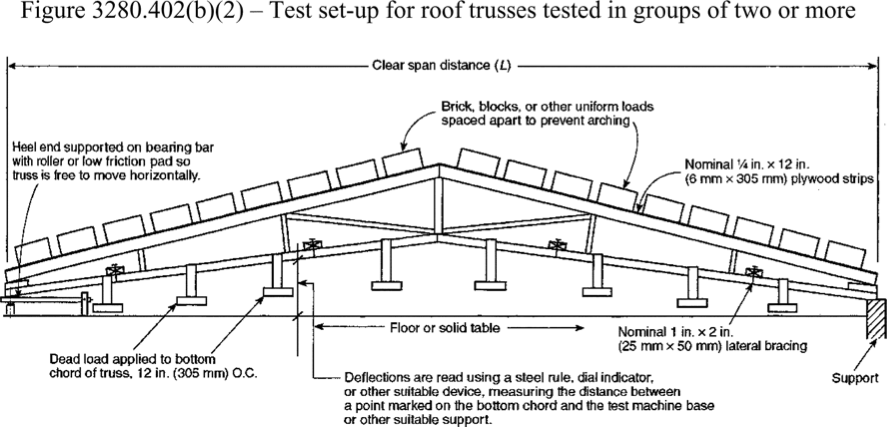 Figure 3280.402(b)(2) – Test set-up for roof trusses tested in groups of two or more
Clear span distance (L)
Brick, blocks, or other uniform loads
spaced apart to prevent arching
Heel end supported on bearing bar
with roller or low friction pad so
truss is free to move horizontally.
Nominal ¼ in. × 12 in.
(6 mm × 305 mm) plywood strips
Floor or solid table
Nominal 1 in. × 2 in.
(25 mm × 50 mm) lateral bracing
Dead load applied to bottom
chord of truss, 12 in. (305 mm) O.C.
Support
Deflections are read using a steel rule, dial indicator,
or other suitable device, measuring the distance between
a point marked on the bottom chord and the test machine base
or other suitable support.